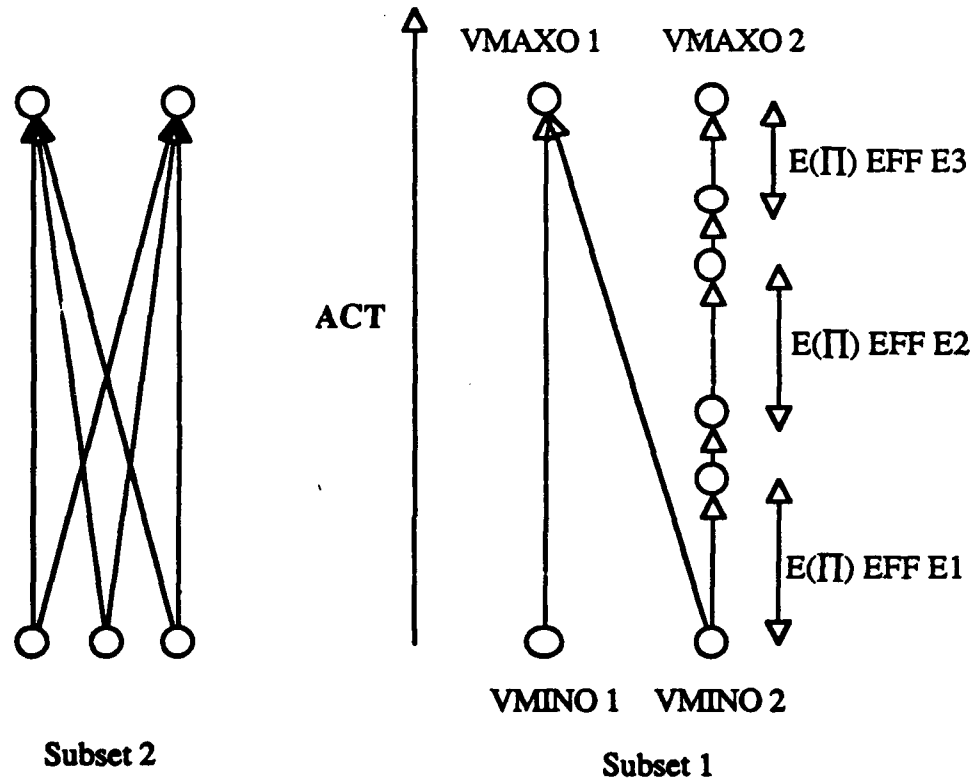 VMAXO 1
VMAXO 2
E(Π) EFF E3
ACT
E(Π) EFF E2
E(Π) EFF E1
VMINO 1
VMINO 2
Subset 2
Subset 1